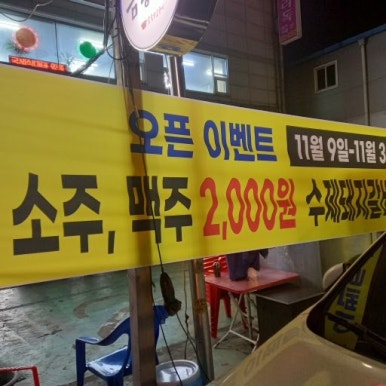 오픈 이벤트 11월 9일-11월 3
소주, 맥주 2,000원 수제돼지갈